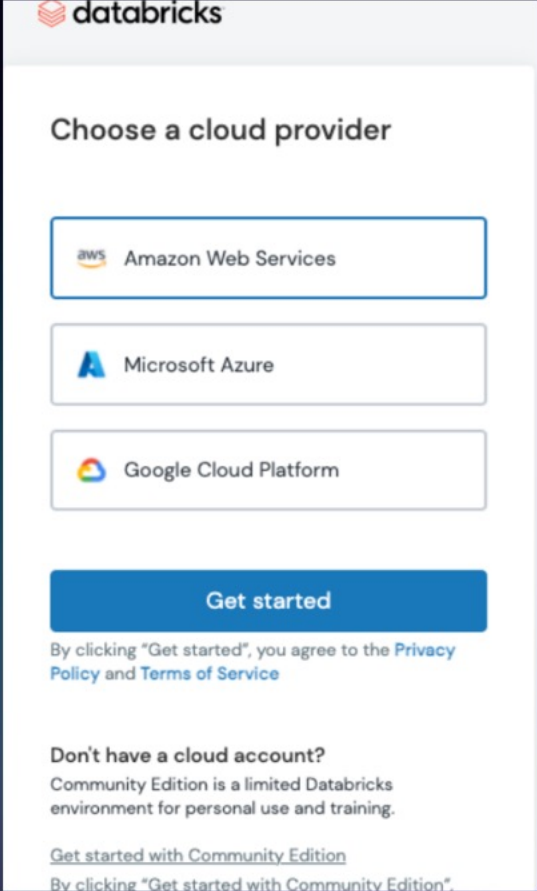 databricks
Choose a cloud provider
aws Amazon Web Services
Microsoft Azure
Google Cloud Platform
Get started
By clicking “Get started”, you agree to the Privacy
Policy and Terms of Service
Don't have a cloud account?
Community Edition is a limited Databricks
environment for personal use and training.
Get started with Community Edition
By clicking “Get started with Community Edition”,